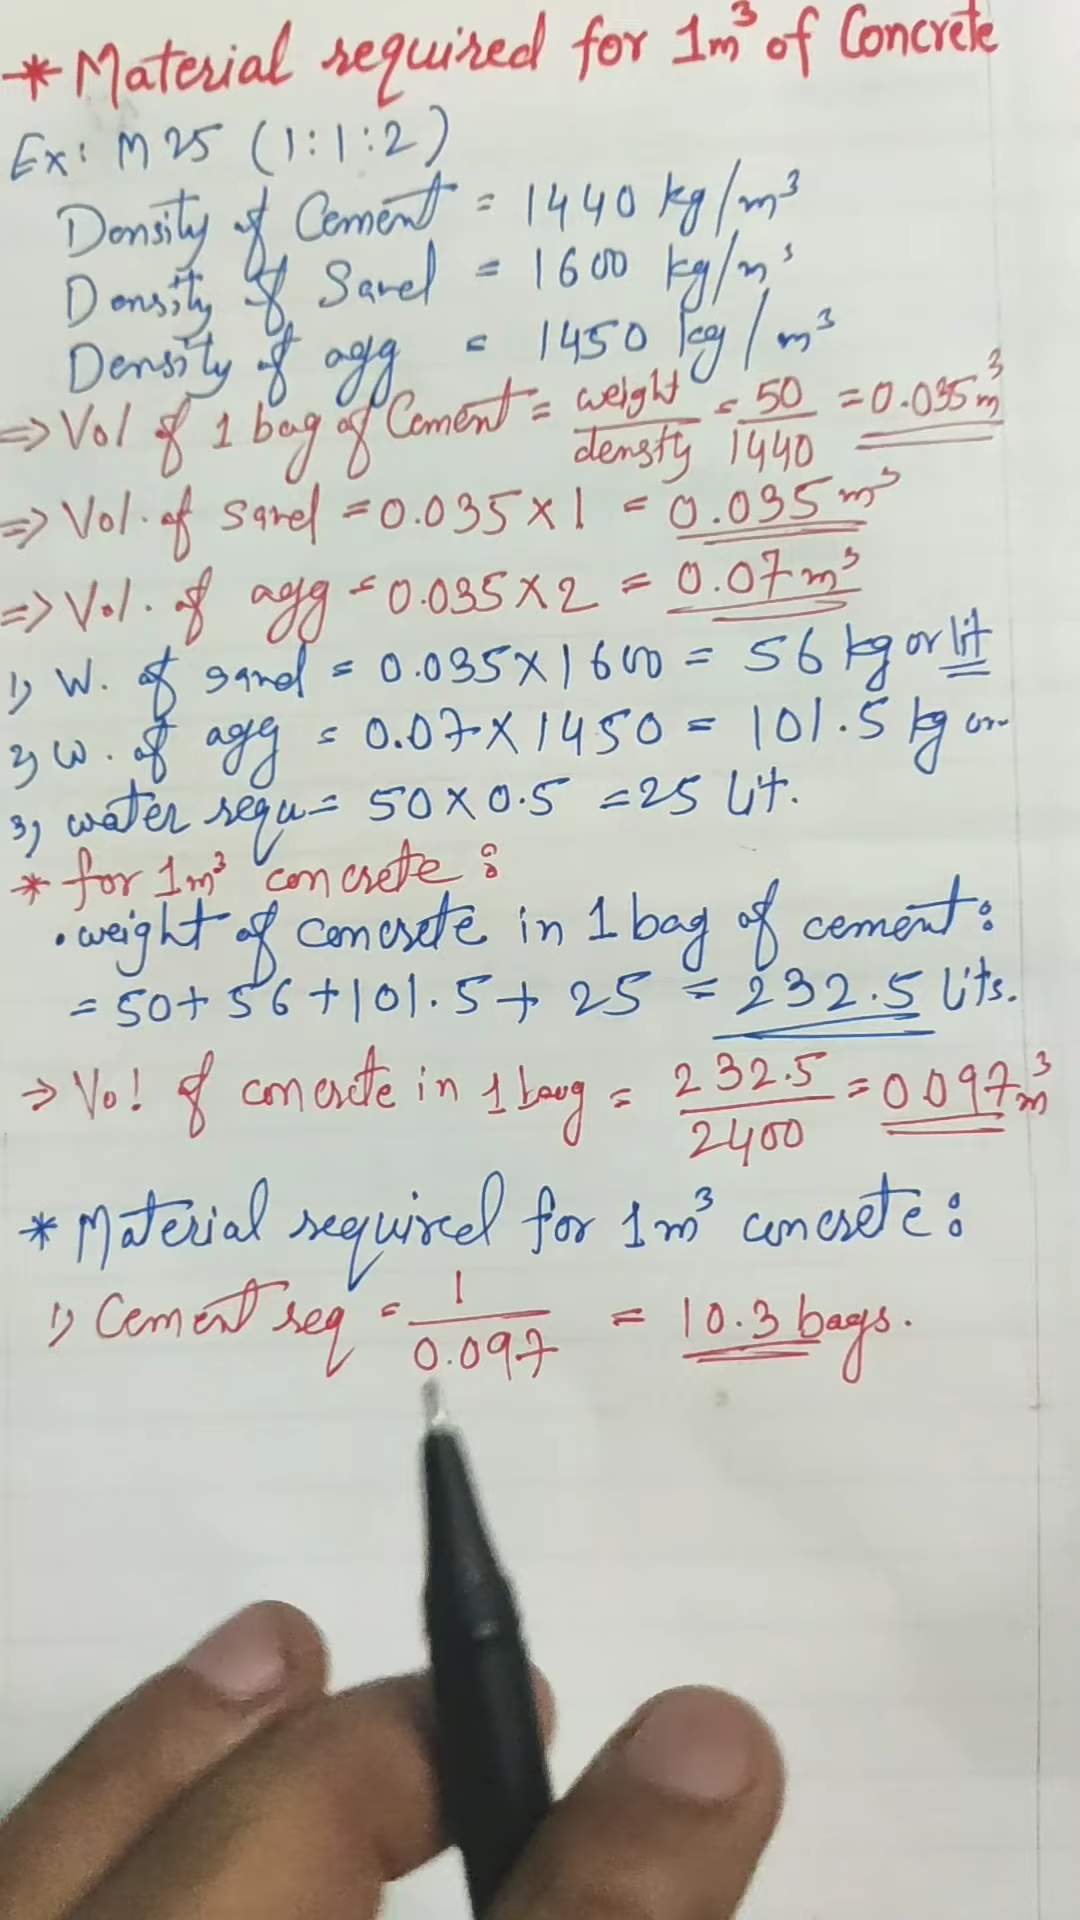 * Material required for 1m³ of Concrete
Ex: M25 (1:1:2)
Density of Cement = 1440 kg/m³
Density of Sand = 1600 kg/m³
Density of agg = 1450 kg/m³
⇒ Vol of 1 bag of Cement = weight/density = 50/1440 = 0.035 m³
⇒ Vol. of sand = 0.035 x 1 = 0.035 m³
⇒ Vol. of agg = 0.035 x 2 = 0.07 m³
1) W. of sand = 0.035 x 1600 = 56 kg or lit
2) W. of agg = 0.07 x 1450 = 101.5 kg or
3) water requ = 50 x 0.5 = 25 Lit.
* for 1m³ concrete :
• weight of concrete in 1 bag of cement:
= 50 + 56 + 101.5 + 25 = 232.5 Lits.
→ Vol of concrete in 1 bag = 232.5/2400 = 0.097 m³
* Material required for 1m³ concrete :
1) Cement req = 1/0.097 = 10.3 bags.